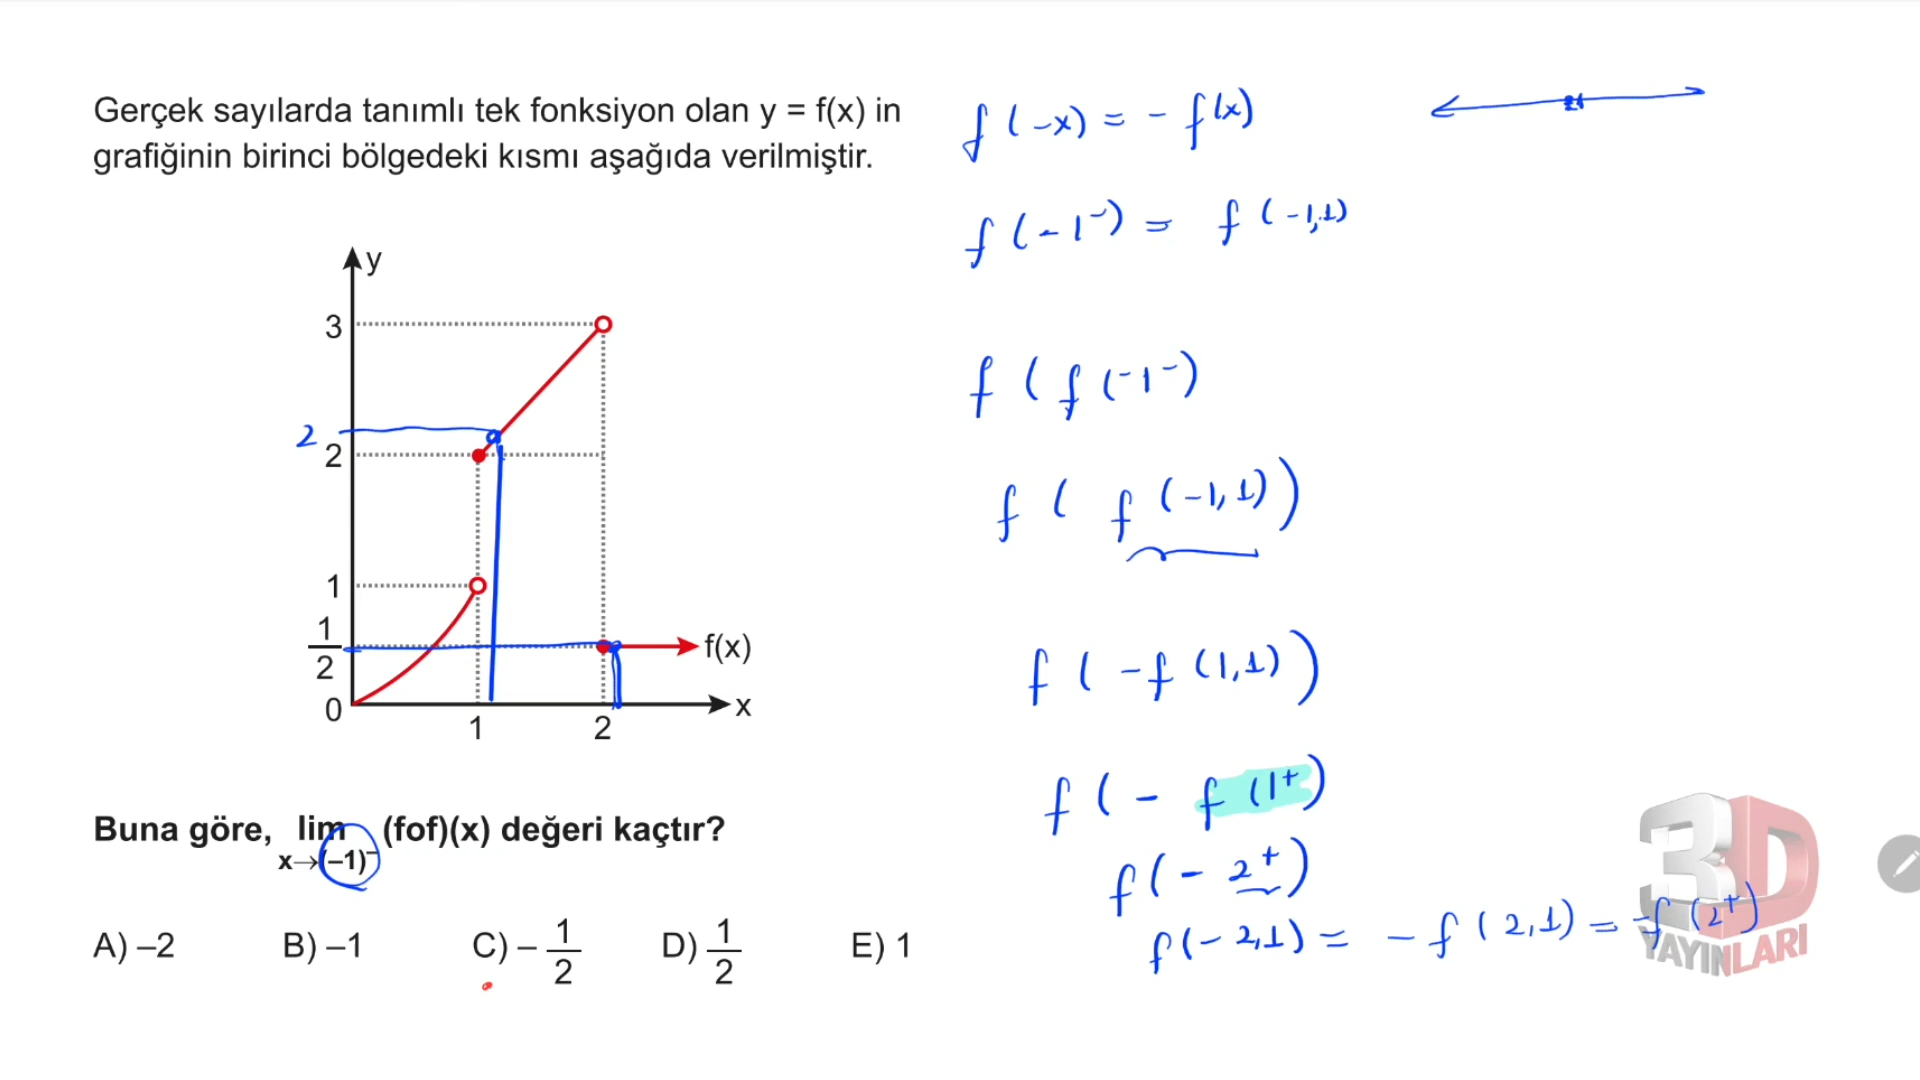 Gerçek sayılarda tanımlı tek fonksiyon olan y = f(x) in
grafiğinin birinci bölgedeki kısmı aşağıda verilmiştir.
y
3
2
2
1
1/2
0
1
2
f(x)
x
Buna göre, lim x→(–1)⁻ (fof)(x) değeri kaçtır?
A) –2 B) –1 C) – 1/2 D) 1/2 E) 1
f(-x) = - f(x)
f(-1⁻) = f(-1,1)
f(f(-1⁻)
f(f(-1,1))
f(-f(1,1))
f(- f(1⁺)
f(- 2⁺)
f(- 2,1) = - f(2,1) = -f(2⁺)
3D
YAYINLARI